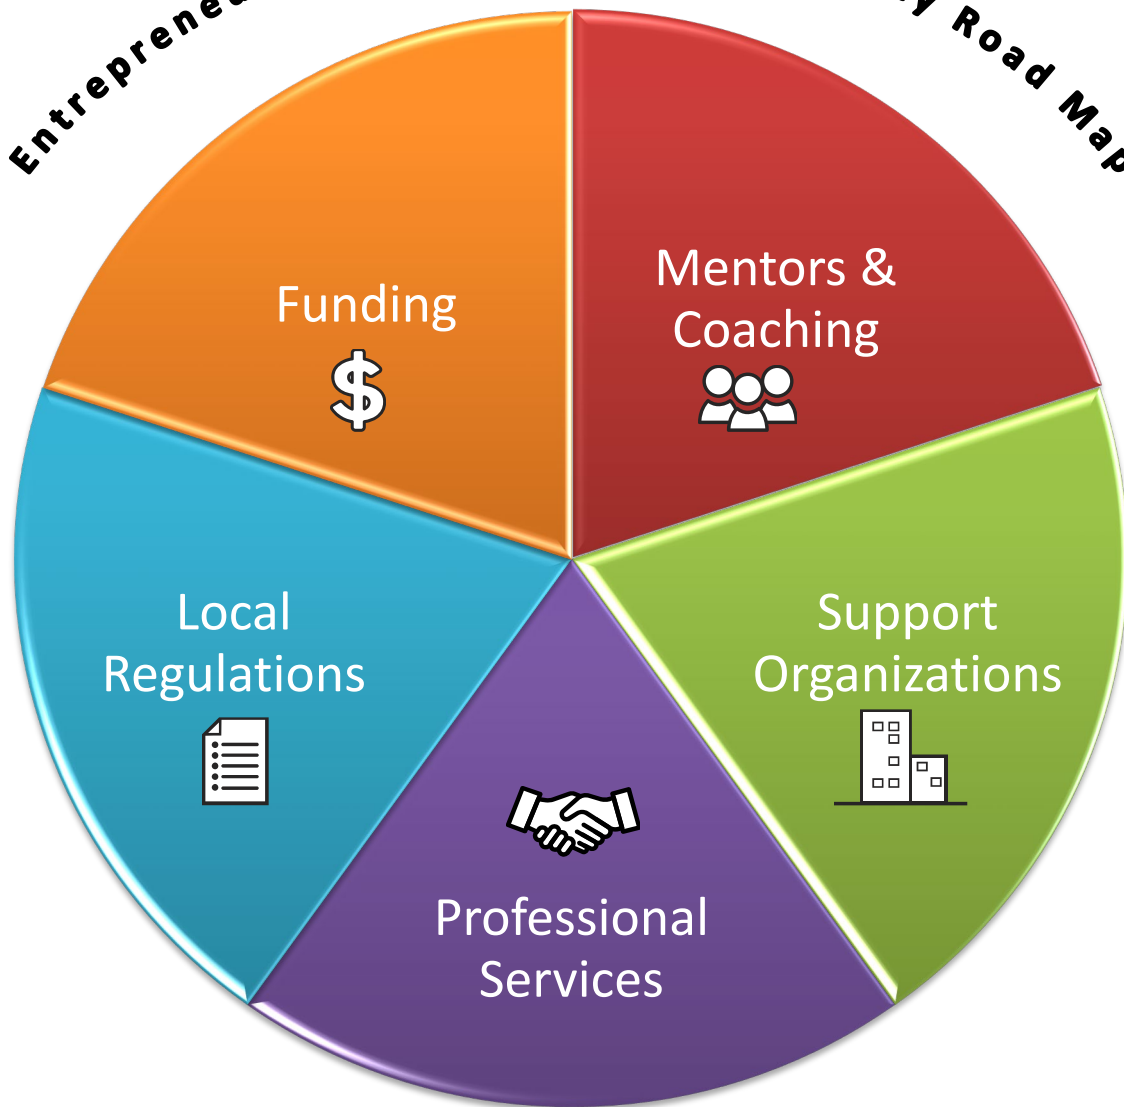 Entrepreneu
y Road Map
Funding
$
Mentors &
Coaching
Local
Regulations
Support
Organizations
Professional
Services